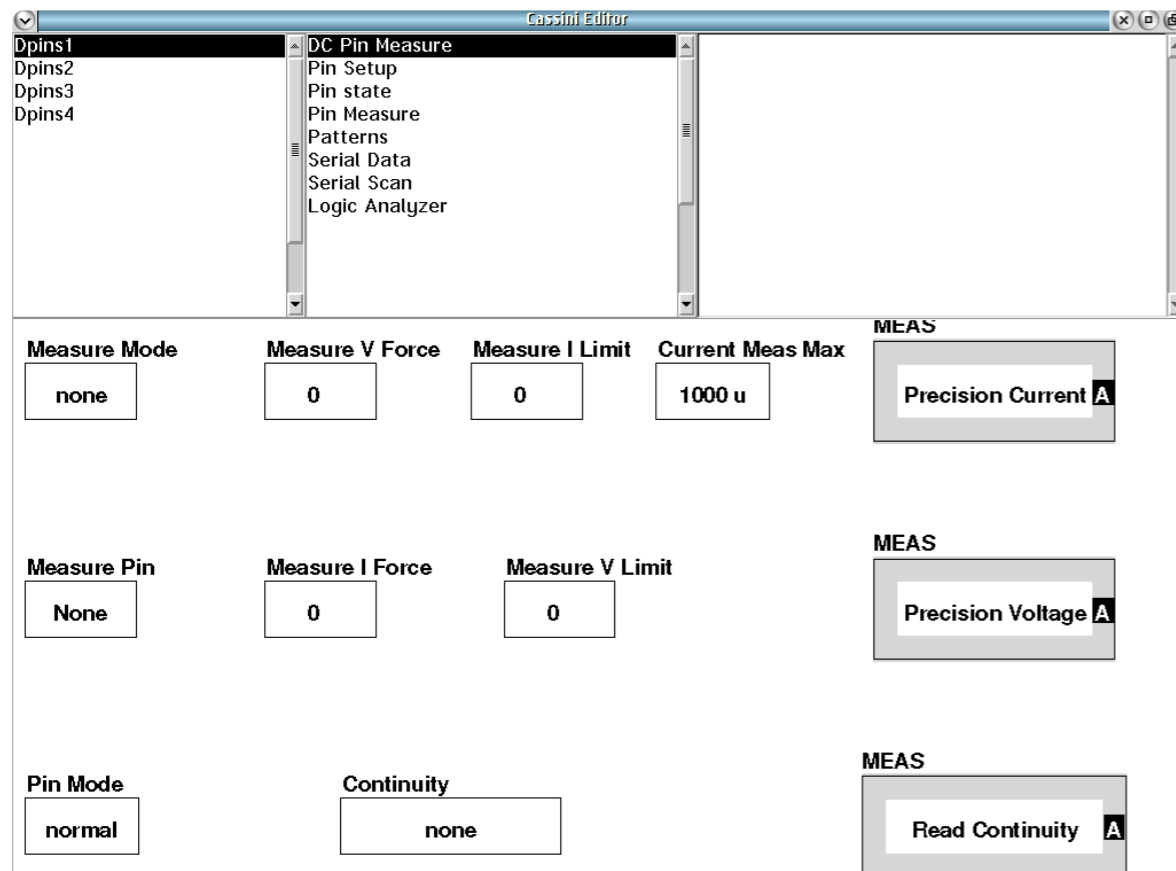 Cassini Editor
Dpins1
Dpins2
Dpins3
Dpins4
DC Pin Measure
Pin Setup
Pin state
Pin Measure
Patterns
Serial Data
Serial Scan
Logic Analyzer
Measure Mode
none
Measure V Force
0
Measure I Limit
0
Current Meas Max
1000 u
MEAS
Precision Current A
Measure Pin
None
Measure I Force
0
Measure V Limit
0
MEAS
Precision Voltage A
Pin Mode
normal
Continuity
none
MEAS
Read Continuity A